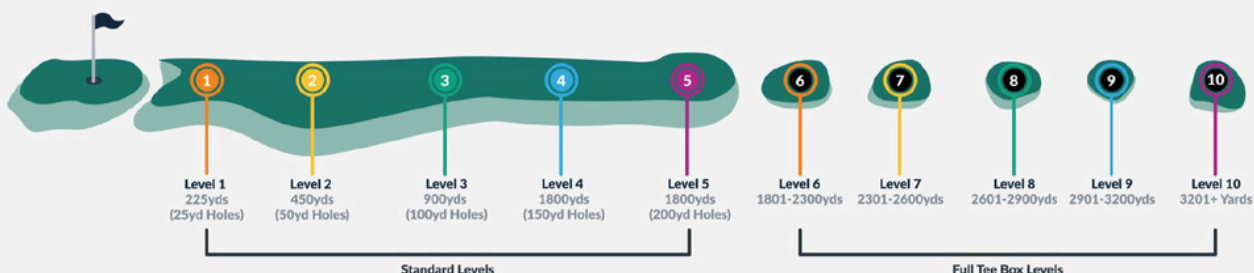 1
2
3
4
5
6
7
8
9
10
Level 1
225yds
(25yd Holes)
Level 2
450yds
(50yd Holes)
Level 3
900yds
(100yd Holes)
Level 4
1800yds
(150yd Holes)
Level 5
1800yds
(200yd Holes)
Level 6
1801-2300yds
Level 7
2301-2600yds
Level 8
2601-2900yds
Level 9
2901-3200yds
Level 10
3201+ Yards
Standard Levels
Full Tee Box Levels